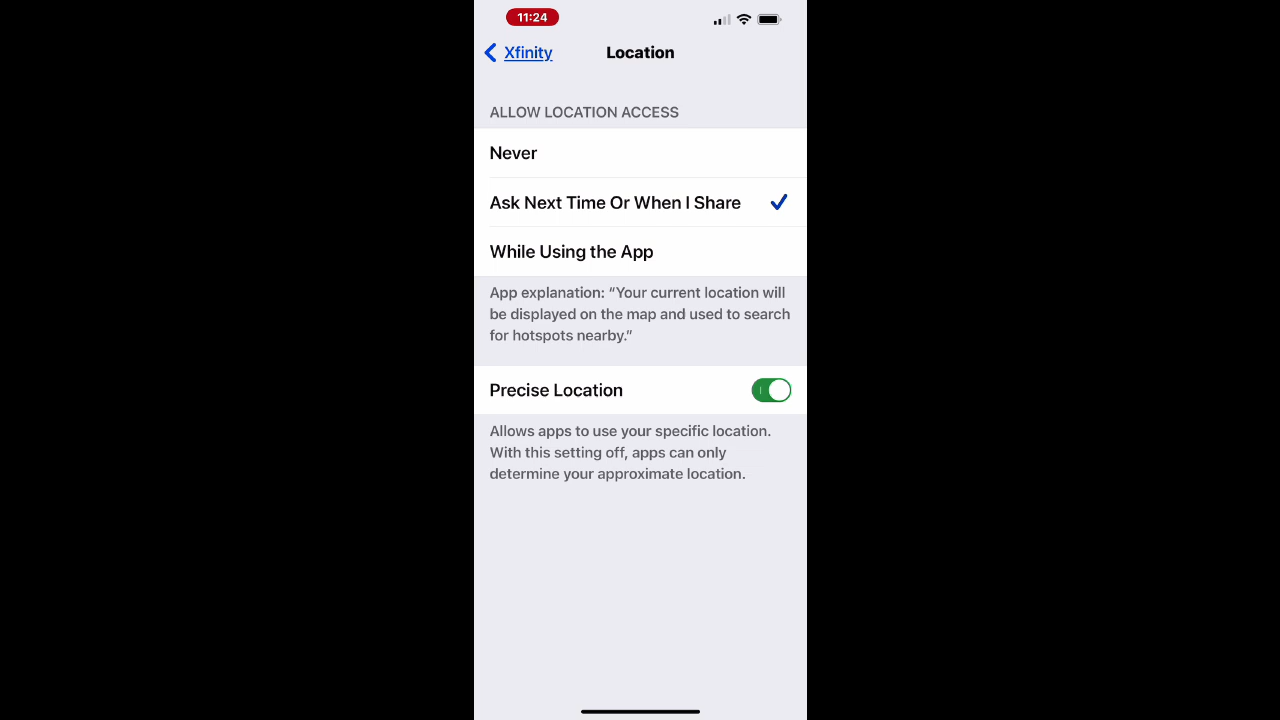 11:24
Xfinity
Location
ALLOW LOCATION ACCESS
Never
Ask Next Time Or When I Share
While Using the App
App explanation: “Your current location will
be displayed on the map and used to search
for hotspots nearby.”
Precise Location
Allows apps to use your specific location.
With this setting off, apps can only
determine your approximate location.